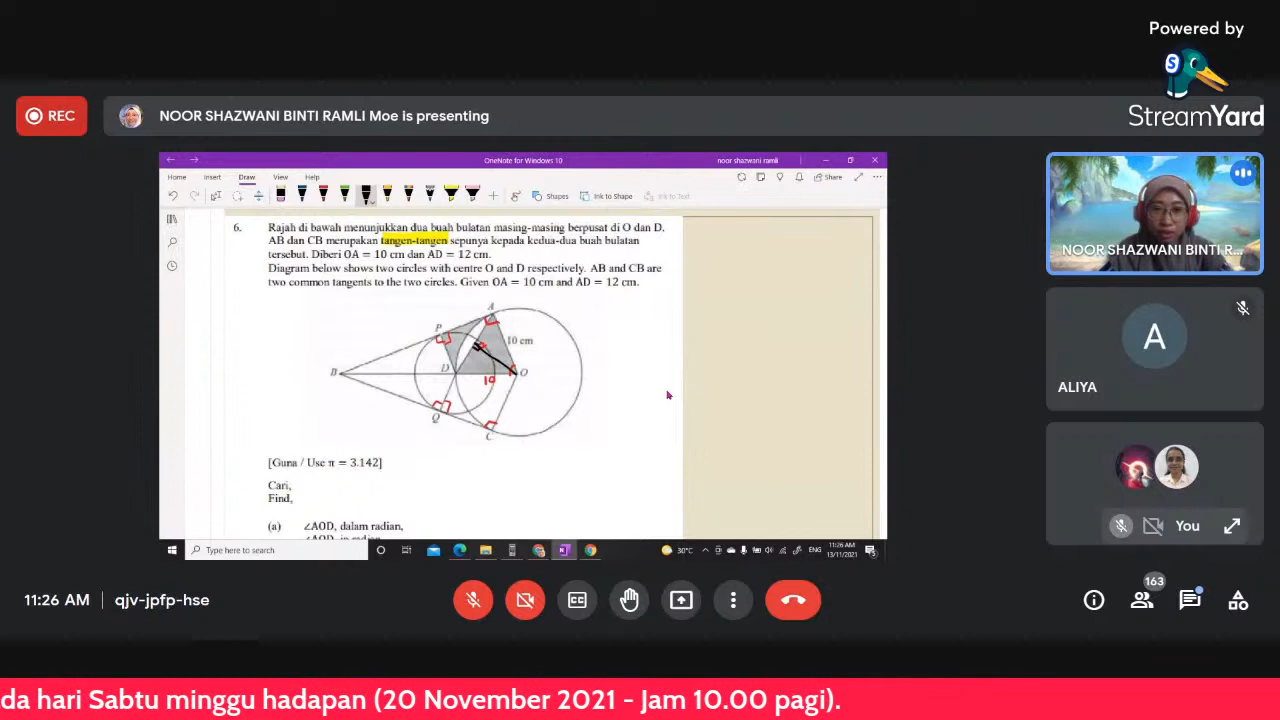 Powered by
StreamYard
REC
NOOR SHAZWANI BINTI RAMLI Moe is presenting
OneNote for Windows 10
noor shazwani ramli
Home Insert Draw View Help
Share
Shapes
Ink to Shape
Ink to Text
6. Rajah di bawah menunjukkan dua buah bulatan masing-masing berpusat di O dan D.
AB dan CB merupakan tangen-tangen sepunya kepada kedua-dua buah bulatan
tersebut. Diberi OA = 10 cm dan AD = 12 cm.
Diagram below shows two circles with centre O and D respectively. AB and CB are
two common tangents to the two circles. Given OA = 10 cm and AD = 12 cm.
A
P
10 cm
B
D
O
10
Q
C
[Guna / Use π = 3.142]
Cari,
Find,
(a) ∠AOD, dalam radian,
∠AOD, in radian,
Type here to search
30°C
ENG
11:26 AM
13/11/2021
NOOR SHAZWANI BINTI R...
A
ALIYA
You
11:26 AM | qjv-jpfp-hse
163
da hari Sabtu minggu hadapan (20 November 2021 - Jam 10.00 pagi).